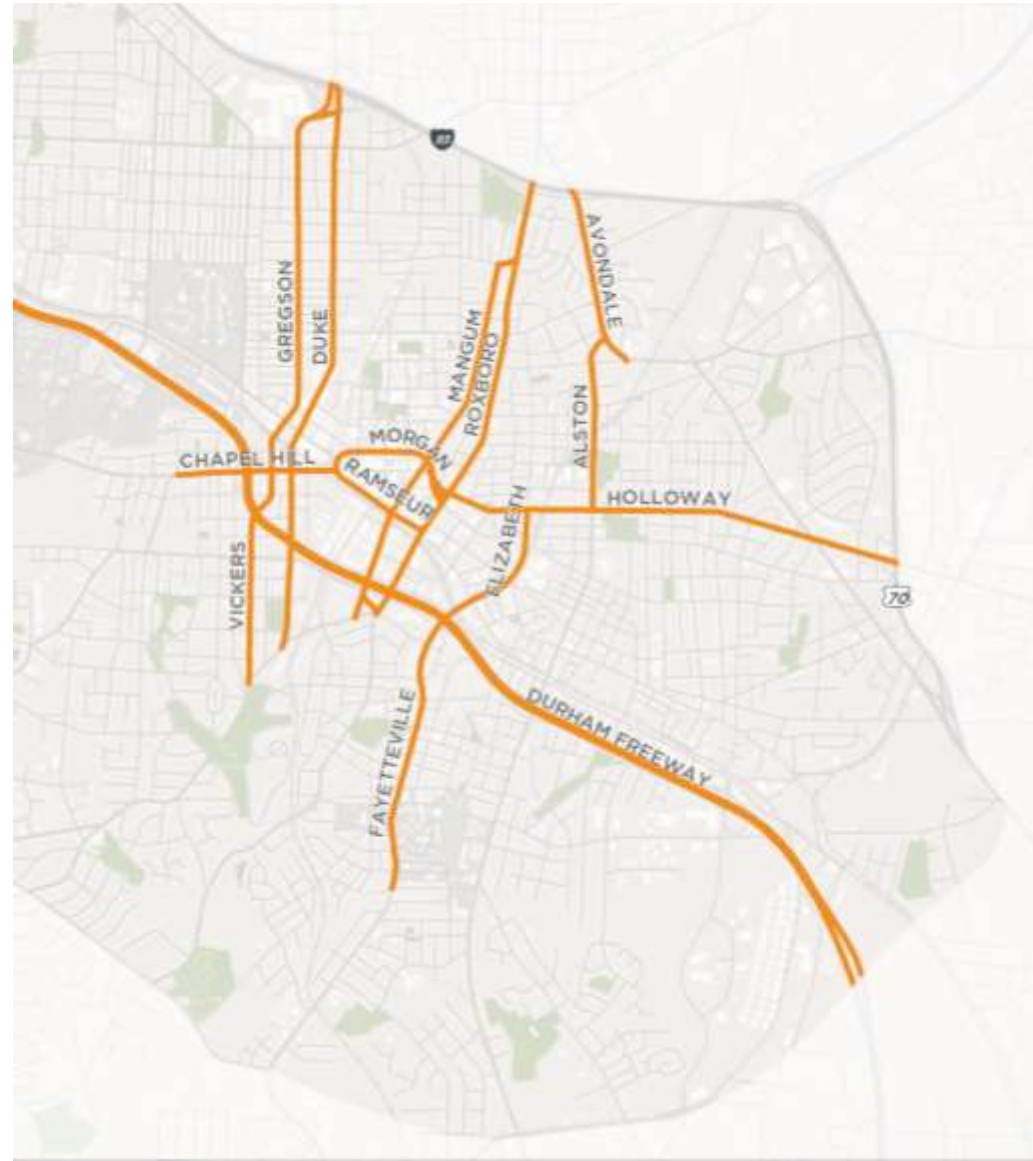 AVONDALE
GREGSON
DUKE
MANGUM
ROXBORO
ALSTON
MORGAN
CHAPEL HILL
RAMSEUR
HOLLOWAY
ELIZABETH
VICKERS
70
DURHAM FREEWAY
FAYETTEVILLE